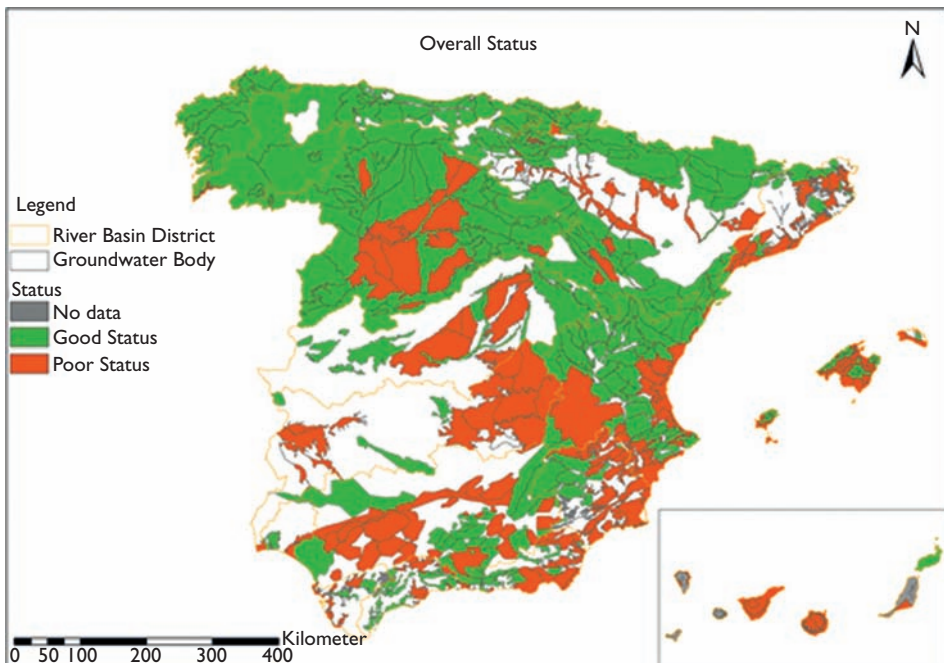 Overall Status
N
Legend
River Basin District
Groundwater Body
Status
No data
Good Status
Poor Status
Kilometer
0 50 100 200 300 400